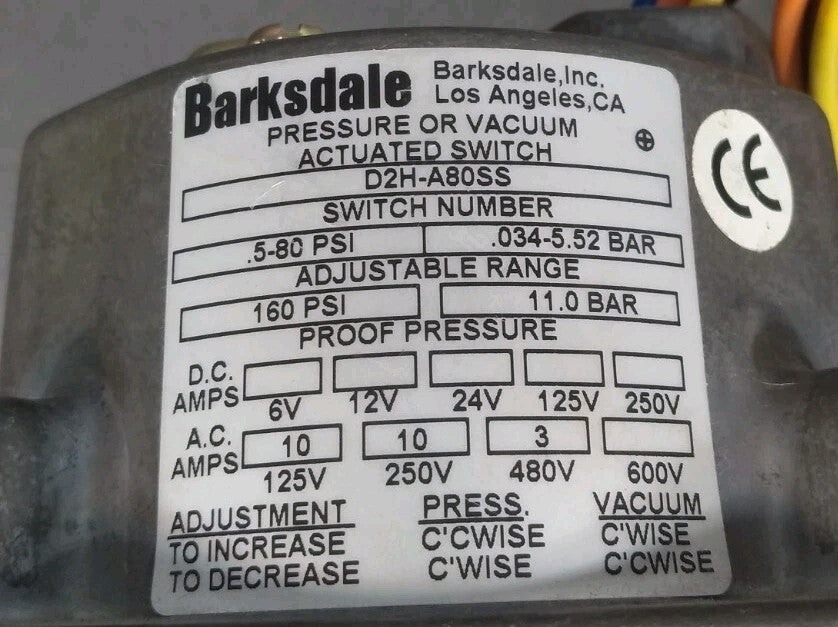 Barksdale Barksdale,Inc.
Los Angeles,CA
PRESSURE OR VACUUM
ACTUATED SWITCH
D2H-A80SS
SWITCH NUMBER
.5-80 PSI .034-5.52 BAR
ADJUSTABLE RANGE
160 PSI 11.0 BAR
PROOF PRESSURE
D.C.
AMPS
6V 12V 24V 125V 250V
A.C.
AMPS 10 10 3
125V 250V 480V 600V
ADJUSTMENT PRESS. VACUUM
TO INCREASE C'CWISE C'WISE
TO DECREASE C'WISE C'CWISE
CE